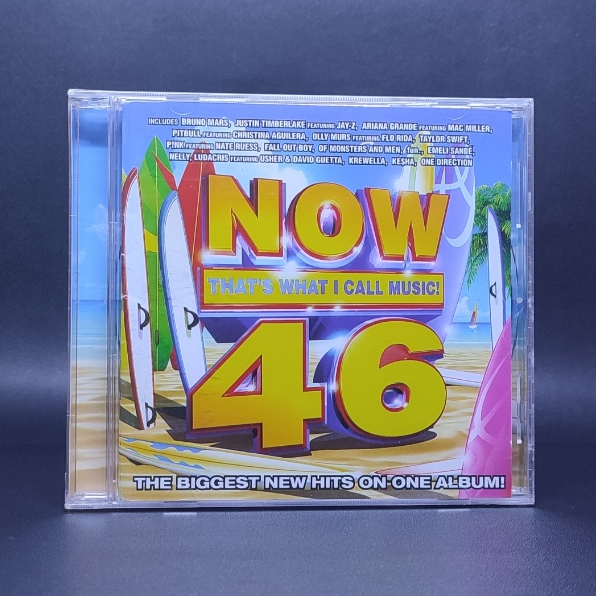 INCLUDES BRUNO MARS, JUSTIN TIMBERLAKE FEATURING JAY-Z, ARIANA GRANDE FEATURING MAC MILLER,
PITBULL FEATURING CHRISTINA AGUILERA, OLLY MURS FEATURING FLO RIDA, TAYLOR SWIFT,
P!NK FEATURING NATE RUESS, FALL OUT BOY, OF MONSTERS AND MEN, fun., EMELI SANDÉ,
NELLY, LUDACRIS FEATURING USHER & DAVID GUETTA, KREWELLA, KE$HA, ONE DIRECTION
NOW
THAT'S WHAT I CALL MUSIC!
46
THE BIGGEST NEW HITS ON ONE ALBUM!